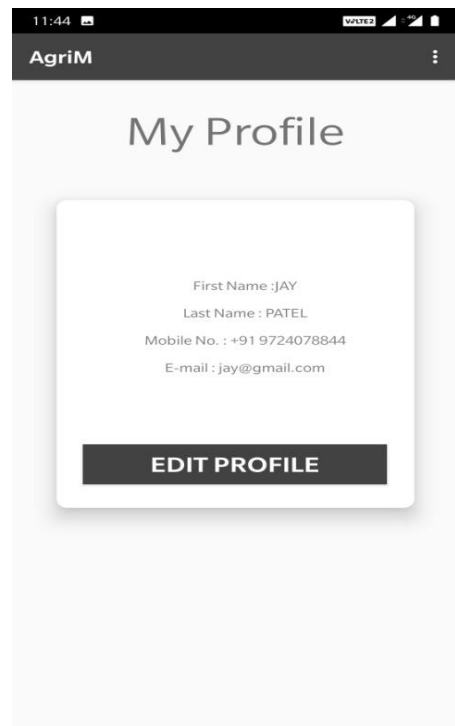 11:44
VoLTE2 4G
AgriM
My Profile
First Name :JAY
Last Name : PATEL
Mobile No. : +91 9724078844
E-mail : jay@gmail.com
EDIT PROFILE